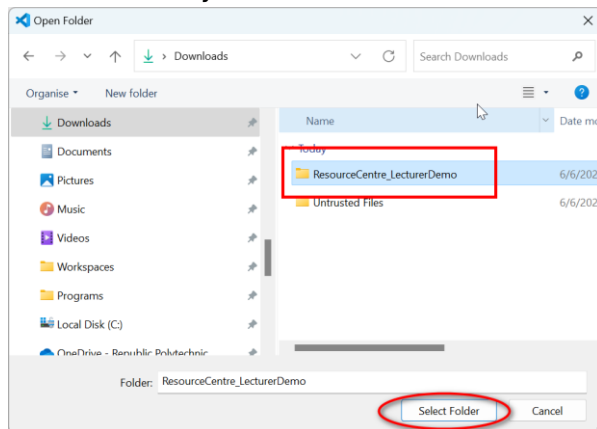 Open Folder
Downloads
Search Downloads
Organise
New folder
Downloads
Documents
Pictures
Music
Videos
Workspaces
Programs
Local Disk (C:)
OneDrive - Republic Polytechnic
Name
Date
Today
ResourceCentre_LecturerDemo
6/6/202
Untrusted Files
6/6/202
Folder:
ResourceCentre_LecturerDemo
Select Folder
Cancel